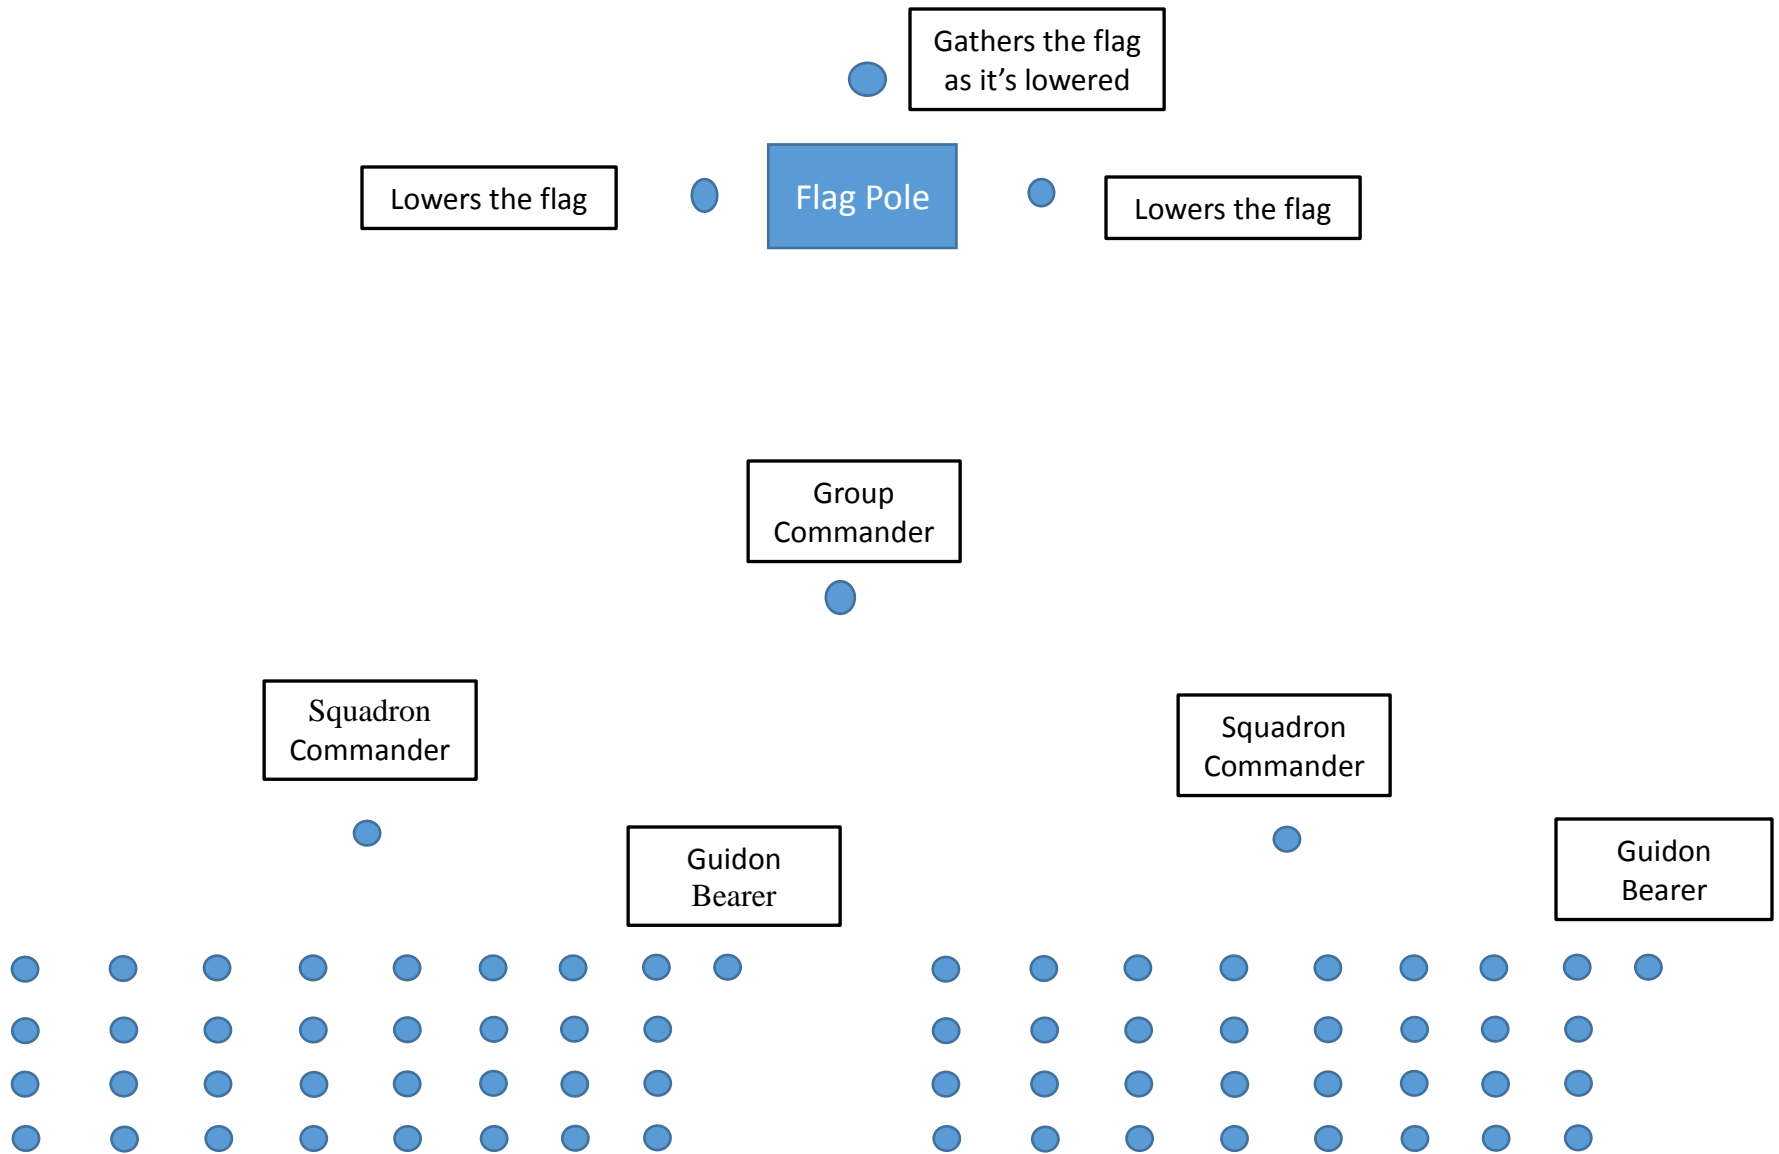 Gathers the flag
as it's lowered
Lowers the flag
Flag Pole
Lowers the flag
Group
Commander
Squadron
Commander
Squadron
Commander
Guidon
Bearer
Guidon
Bearer